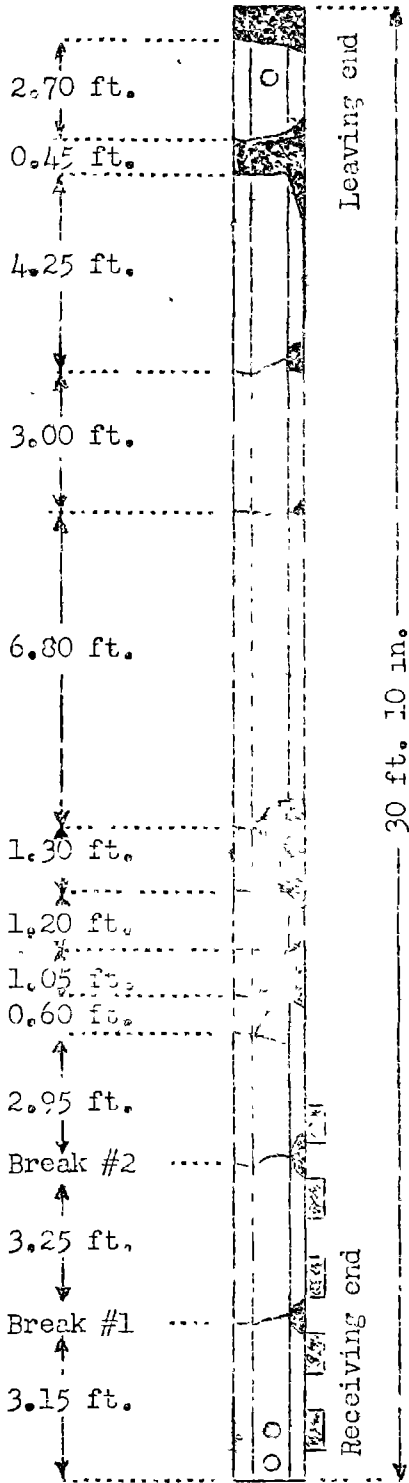 2.70 ft.
0.45 ft.
4.25 ft.
3.00 ft.
6.80 ft.
1.30 ft.
1.20 ft.
1.05 ft.
0.60 ft.
2.95 ft.
Break #2
3.25 ft.
Break #1
3.15 ft.
Leaving end
30 ft. 10 in.
Receiving end